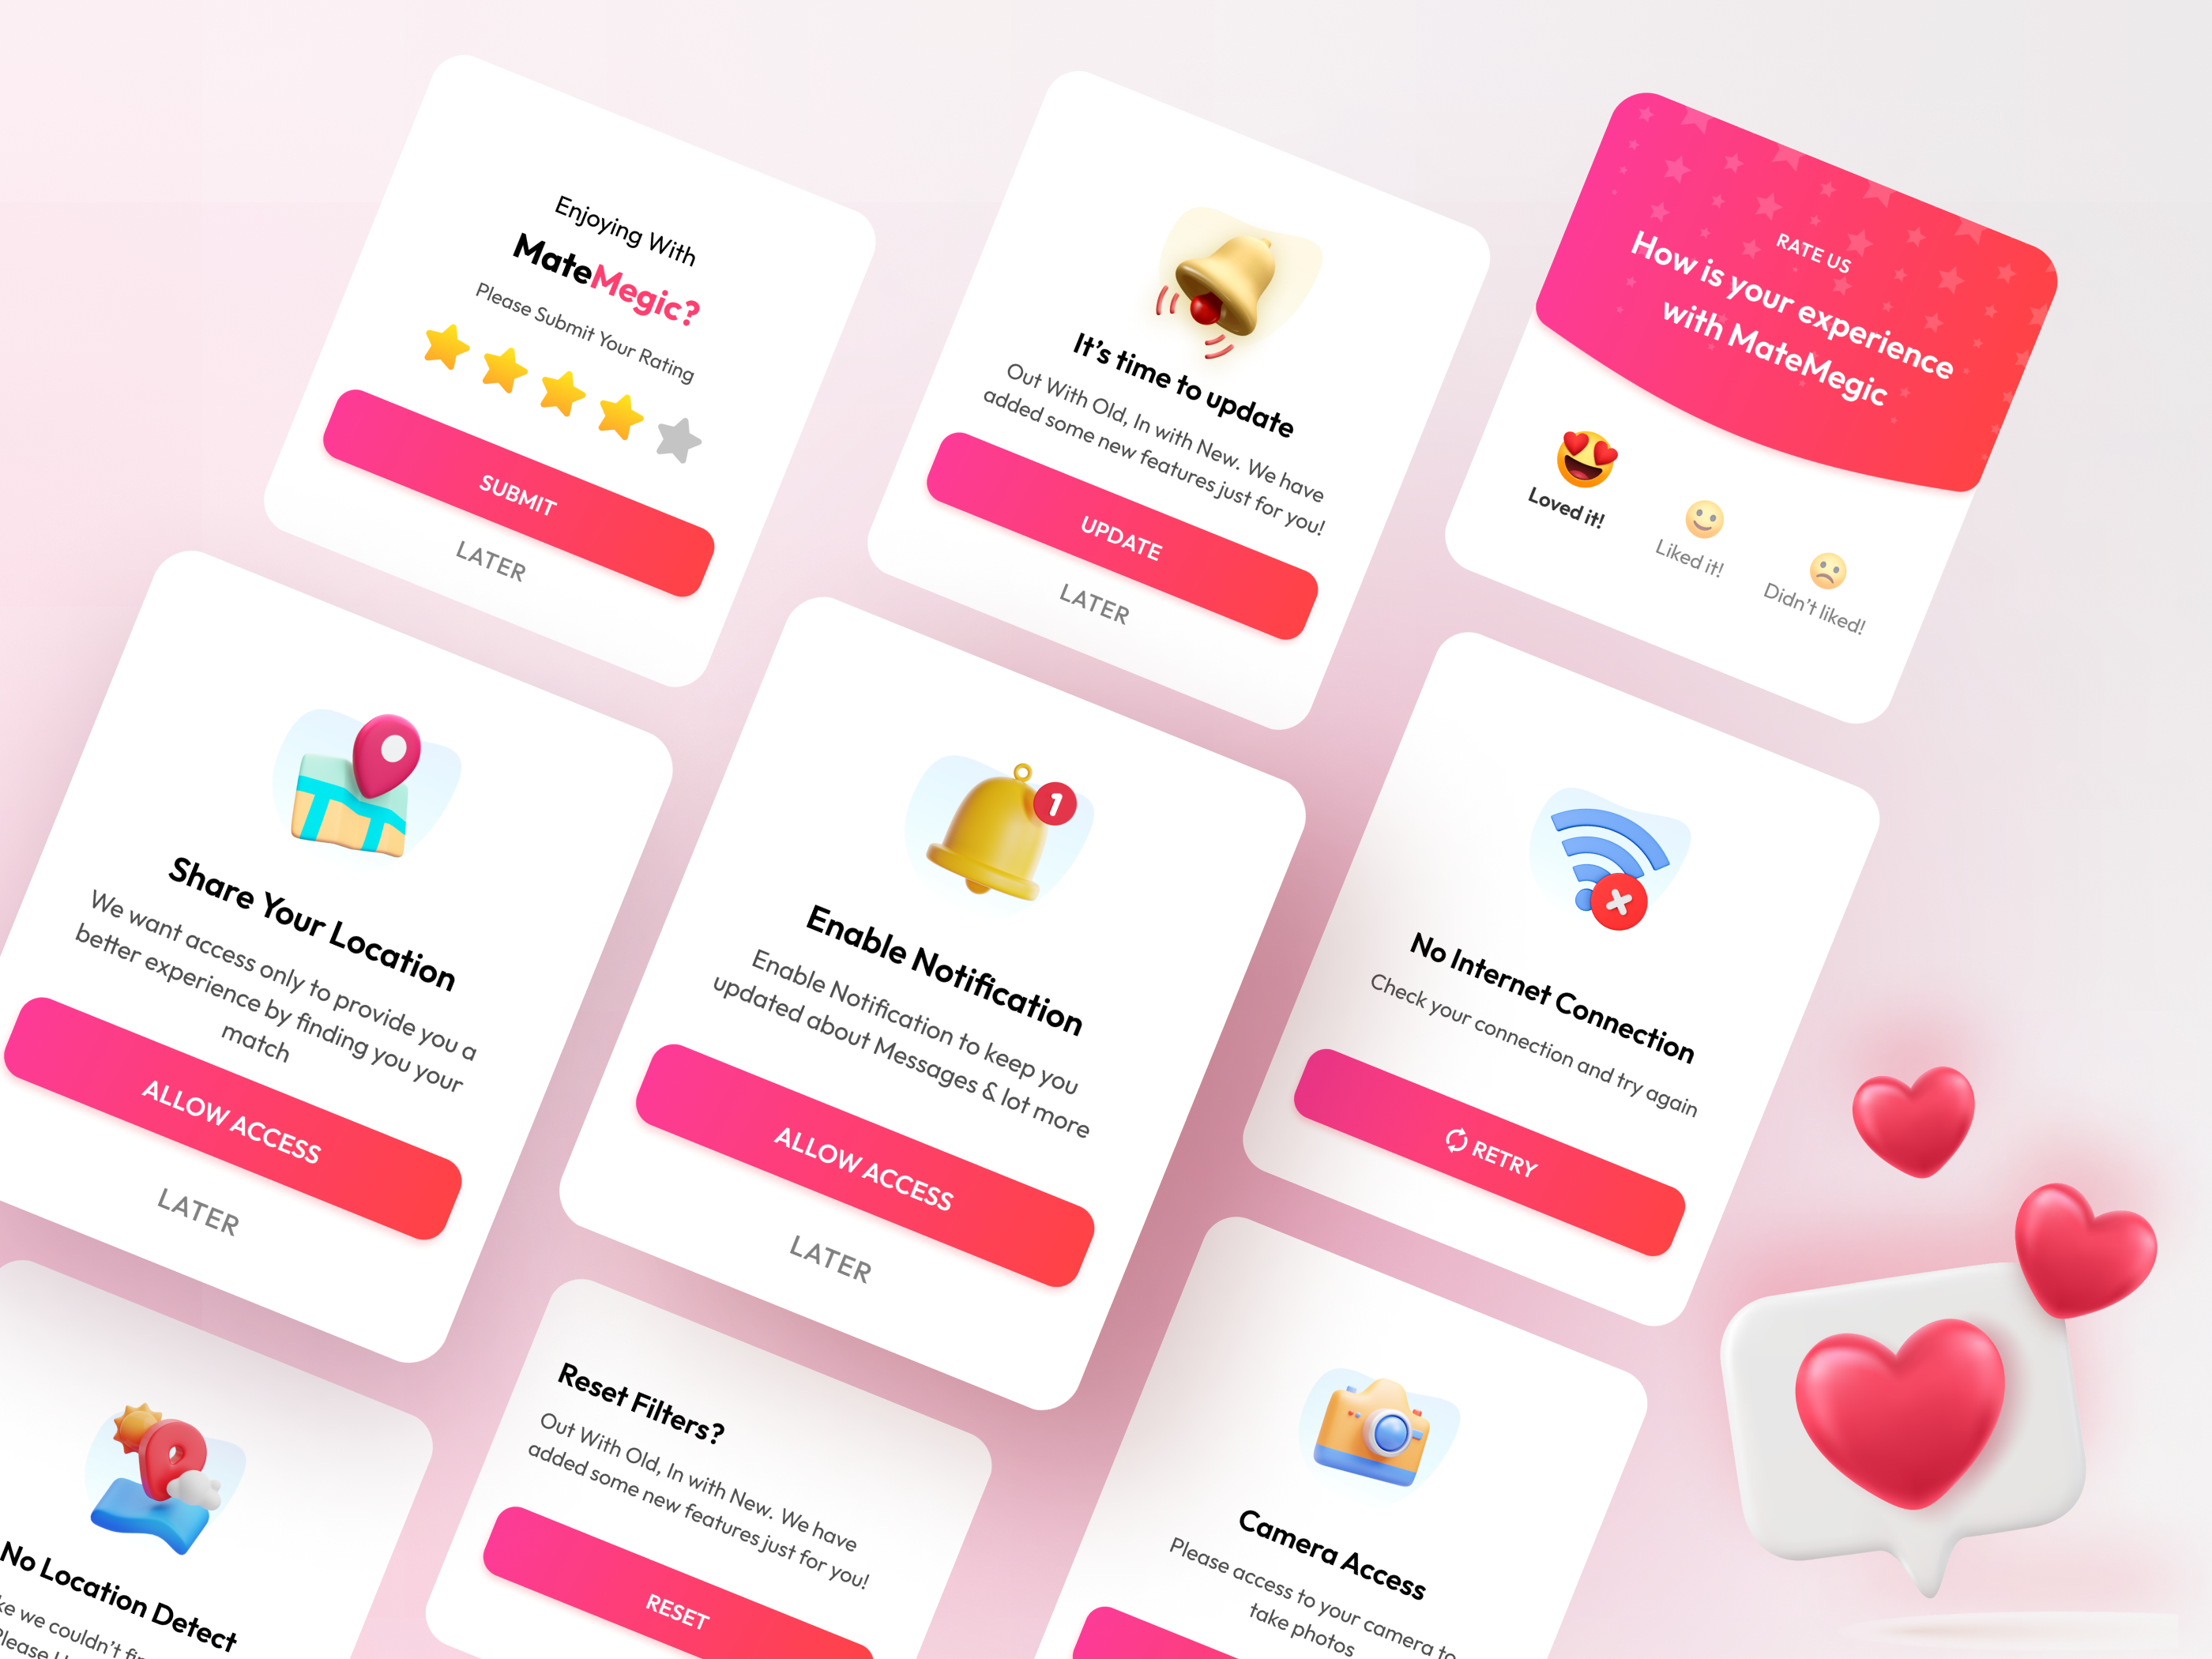 Enjoying With
MateMegic?
Please Submit Your Rating
SUBMIT
LATER
It's time to update
Out With Old, In with New. We have
added some new features just for you!
UPDATE
LATER
RATE US
How is your experience
with MateMegic
Loved it!
Liked it!
Didn't liked!
Share Your Location
We want access only to provide you a
better experience by finding you your
match
ALLOW ACCESS
LATER
1
Enable Notification
Enable Notification to keep you
updated about Messages & lot more
ALLOW ACCESS
LATER
No Internet Connection
Check your connection and try again
RETRY
No Location Detect
we couldn't
Reset Filters?
Out With Old, In with New. We have
added some new features just for you!
RESET
Camera Access
Please access to your camera to
take photos